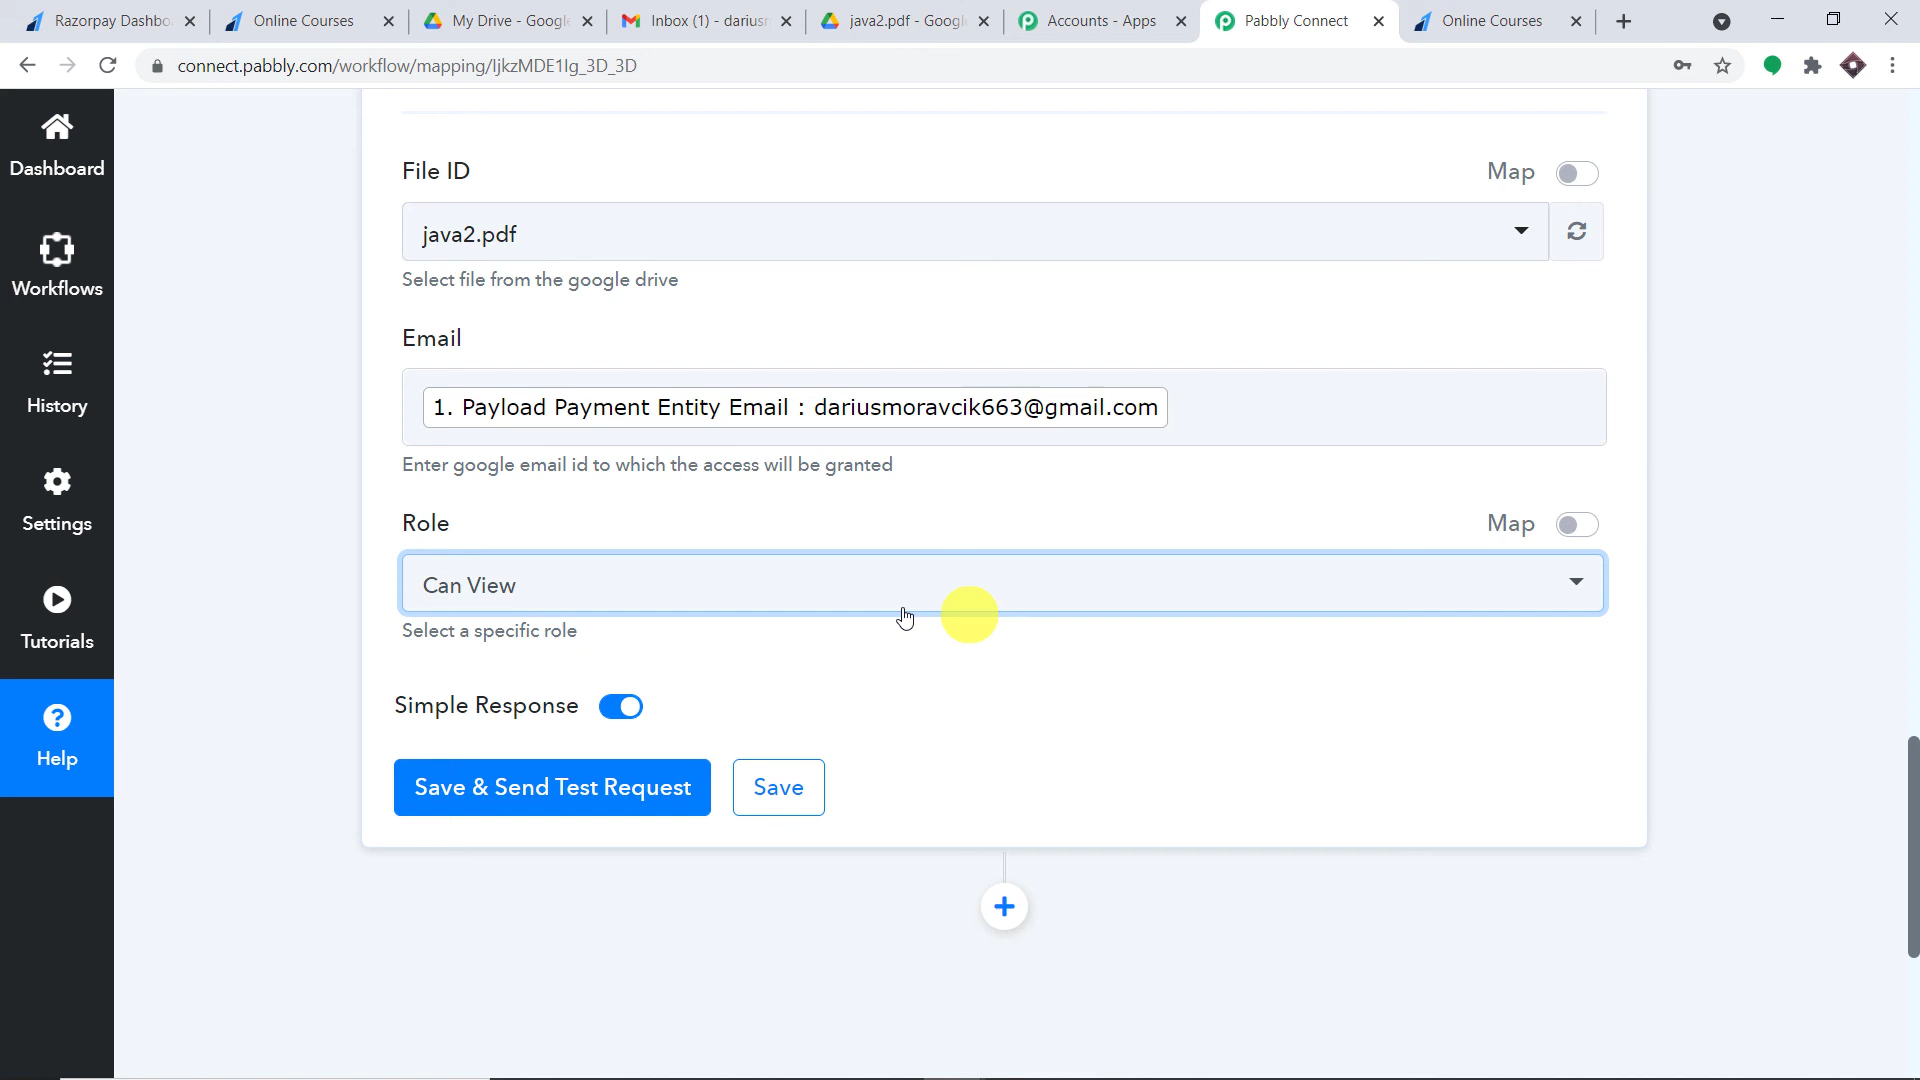 Razorpay Dashbo
Online Courses
My Drive - Google
Inbox (1) - darius
java2.pdf - Googl
Accounts - Apps
Pabbly Connect
Online Courses
connect.pabbly.com/workflow/mapping/IjkzMDE1Ig_3D_3D
Dashboard
Workflows
History
Settings
Tutorials
Help
File ID
Map
java2.pdf
Select file from the google drive
Email
1. Payload Payment Entity Email : dariusmoravcik663@gmail.com
Enter google email id to which the access will be granted
Role
Map
Can View
Select a specific role
Simple Response
Save & Send Test Request
Save